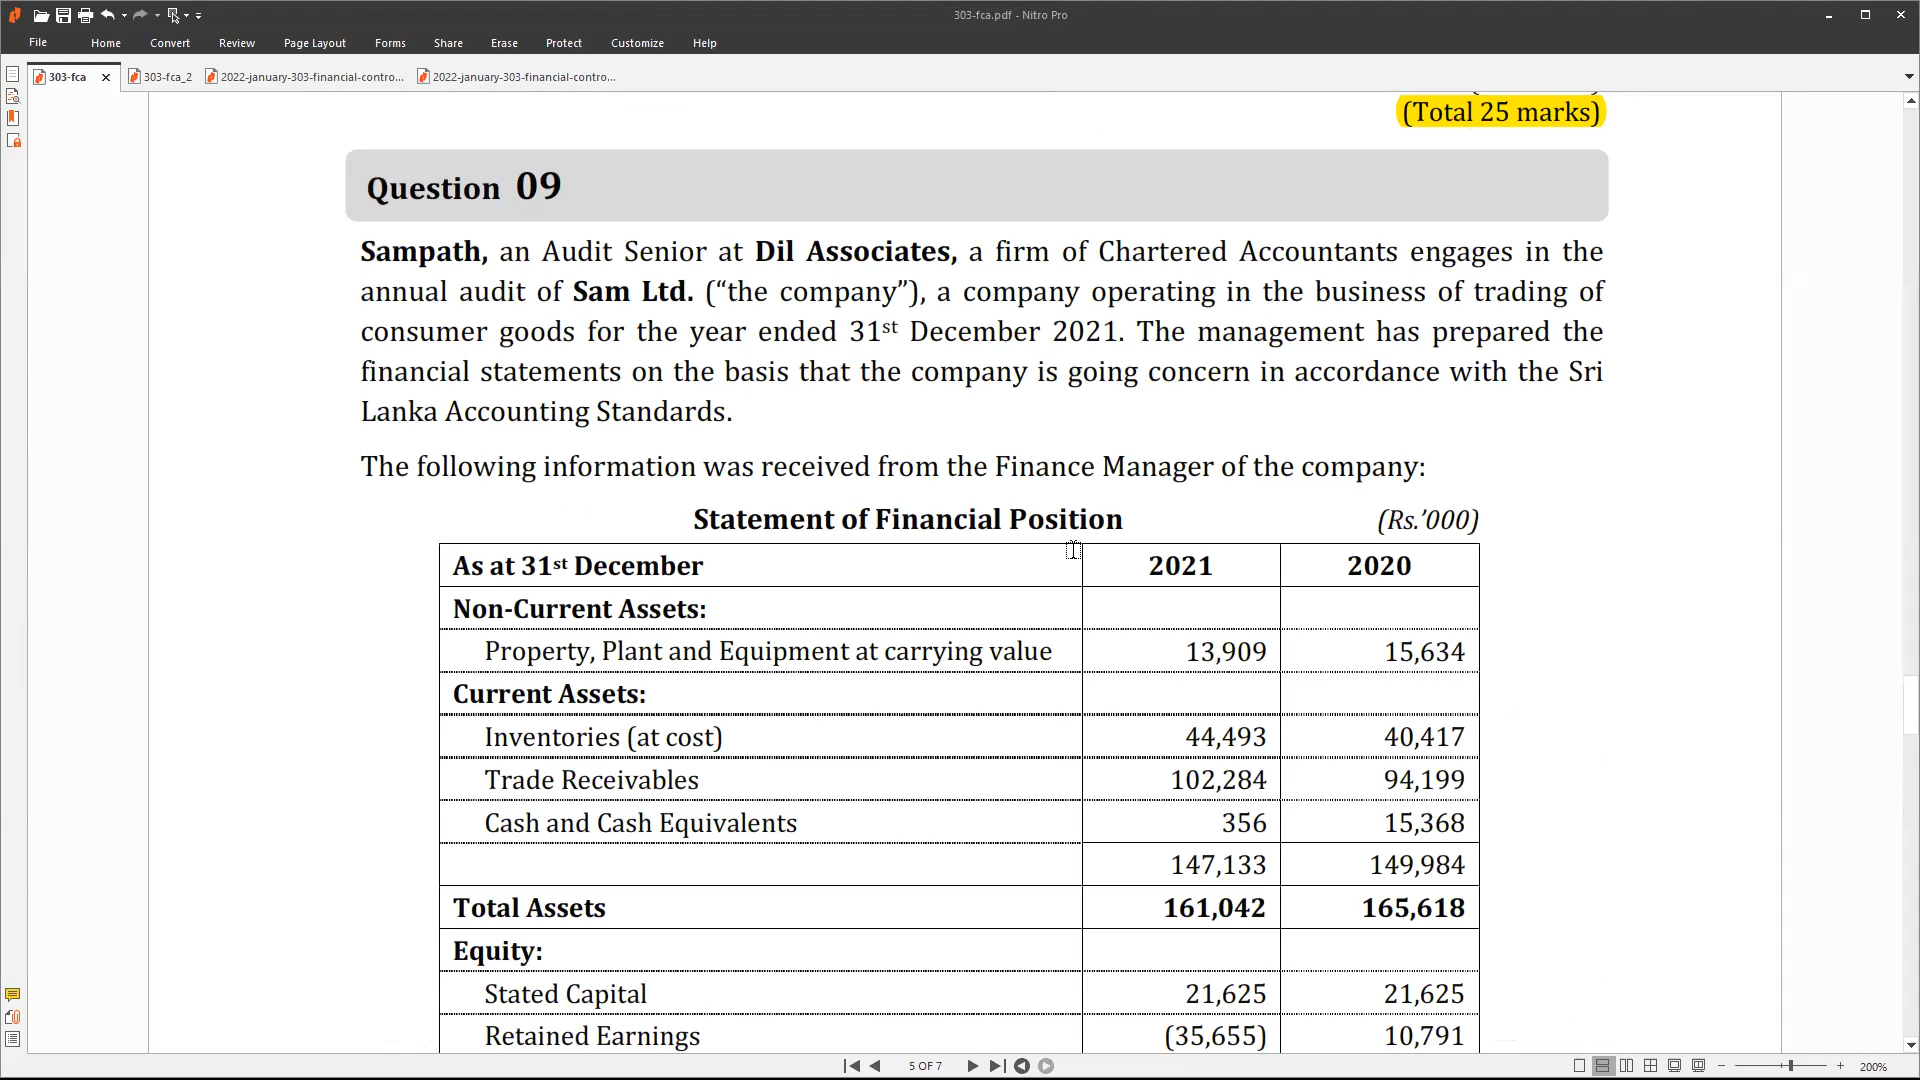 303-fca.pdf - Nitro Pro
File Home Convert Review Page Layout Forms Share Erase Protect Customize Help
303-fca 303-fca_2 2022-january-303-financial-contro... 2022-january-303-financial-contro...
(Total 25 marks)
Question 09
Sampath, an Audit Senior at Dil Associates, a firm of Chartered Accountants engages in the
annual audit of Sam Ltd. (“the company”), a company operating in the business of trading of
consumer goods for the year ended 31st December 2021. The management has prepared the
financial statements on the basis that the company is going concern in accordance with the Sri
Lanka Accounting Standards.
The following information was received from the Finance Manager of the company:
Statement of Financial Position (Rs.’000)
As at 31st December 2021 2020
Non-Current Assets:
Property, Plant and Equipment at carrying value 13,909 15,634
Current Assets:
Inventories (at cost) 44,493 40,417
Trade Receivables 102,284 94,199
Cash and Cash Equivalents 356 15,368
147,133 149,984
Total Assets 161,042 165,618
Equity:
Stated Capital 21,625 21,625
Retained Earnings (35,655) 10,791
5 OF 7
200%